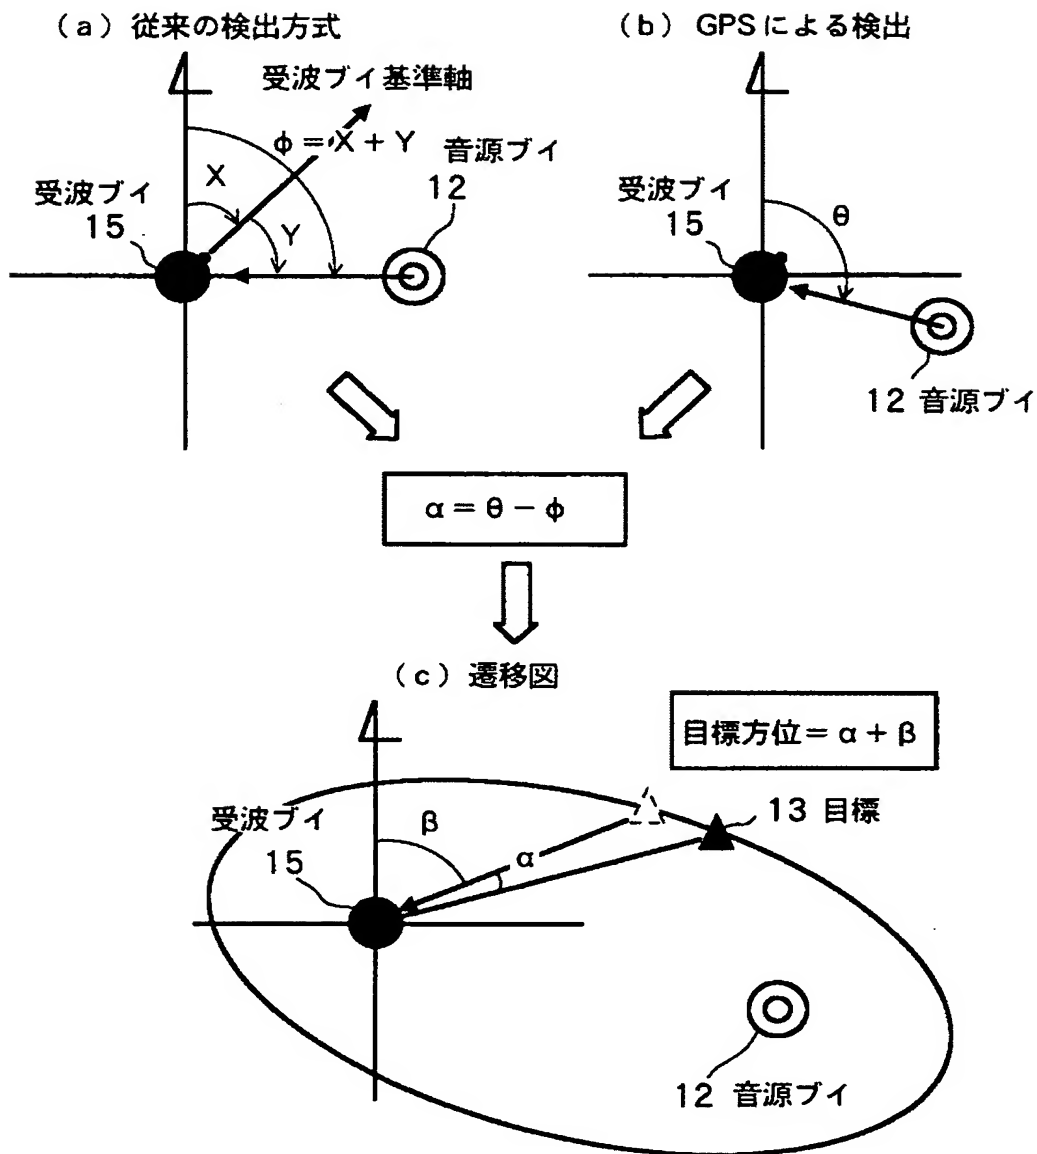 (a) 従来の検出方式
受波ブイ基準軸
φ=X+Y
音源ブイ
12
X
受波ブイ
15
Y
(b) GPSによる検出
受波ブイ
15
θ
12 音源ブイ
α=θ-φ
(c) 遷移図
目標方位=α+β
受波ブイ
15
β
α
13 目標
12 音源ブイ